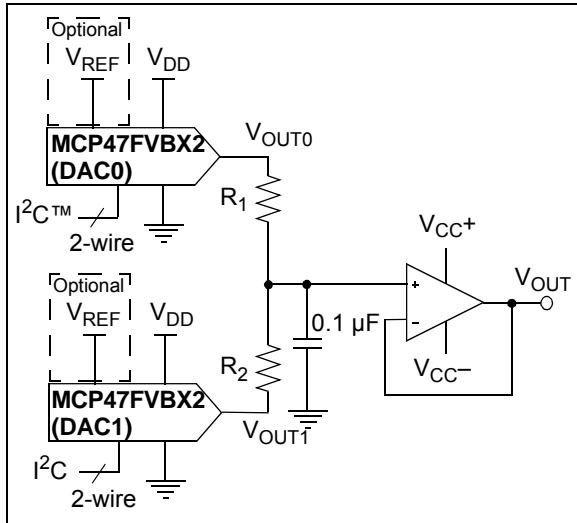 Optional
VREF
VDD
MCP47FVBX2
(DAC0)
VOUT0
R1
I²C™
2-wire
VCC+
VOUT
+
–
VCC–
0.1 µF
Optional
VREF
VDD
R2
MCP47FVBX2
(DAC1)
VOUT1
I²C
2-wire